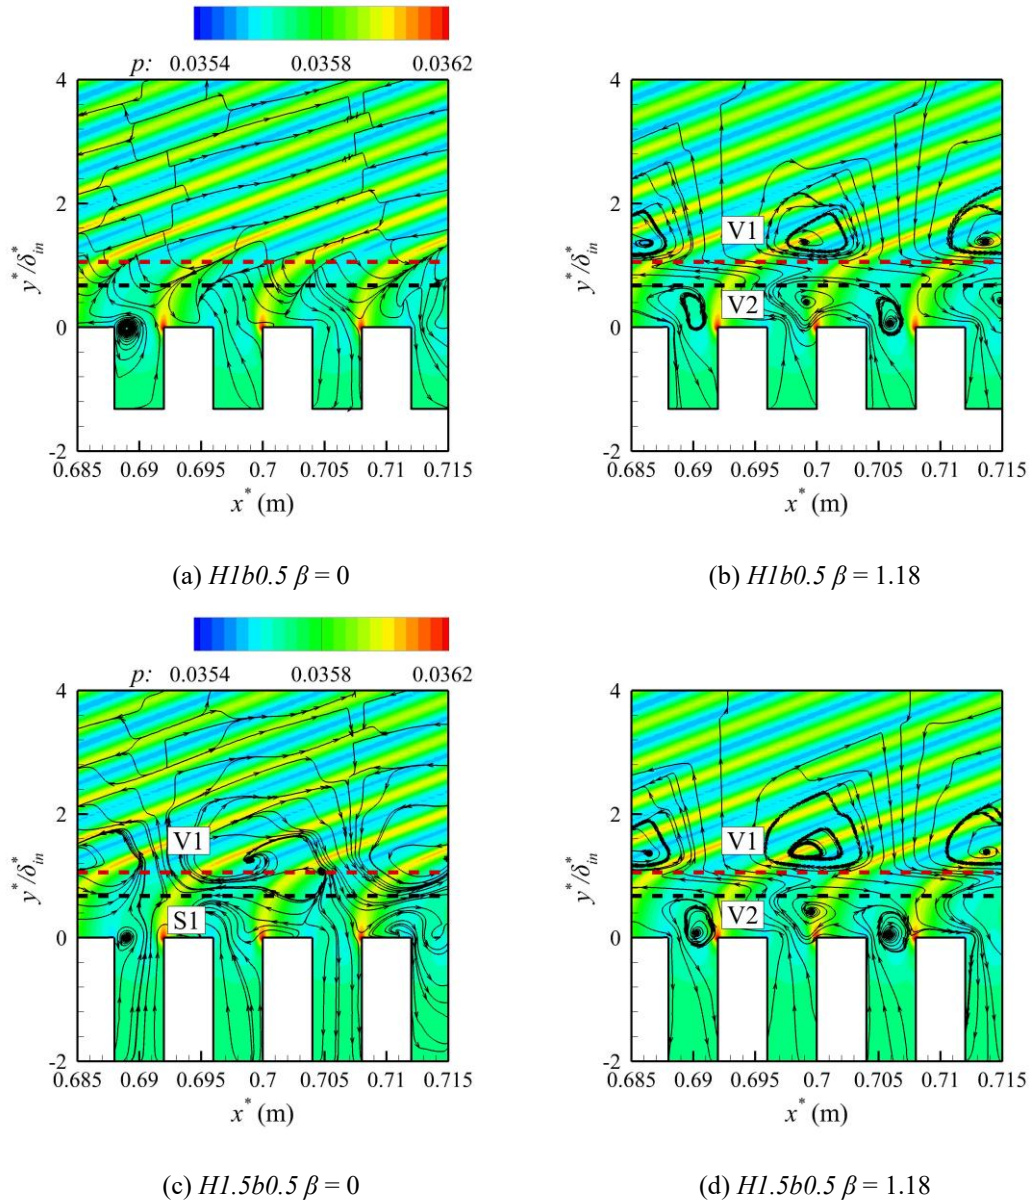 p: 0.0354 0.0358 0.0362
4
2
0
-2
y*/δ*in
0.685 0.69 0.695 0.7 0.705 0.71 0.715
x* (m)
(a) H1b0.5 β = 0
4
2
0
-2
y*/δ*in
V1
V2
0.685 0.69 0.695 0.7 0.705 0.71 0.715
x* (m)
(b) H1b0.5 β = 1.18
p: 0.0354 0.0358 0.0362
4
2
0
-2
y*/δ*in
V1
S1
0.685 0.69 0.695 0.7 0.705 0.71 0.715
x* (m)
(c) H1.5b0.5 β = 0
4
2
0
-2
y*/δ*in
V1
V2
0.685 0.69 0.695 0.7 0.705 0.71 0.715
x* (m)
(d) H1.5b0.5 β = 1.18